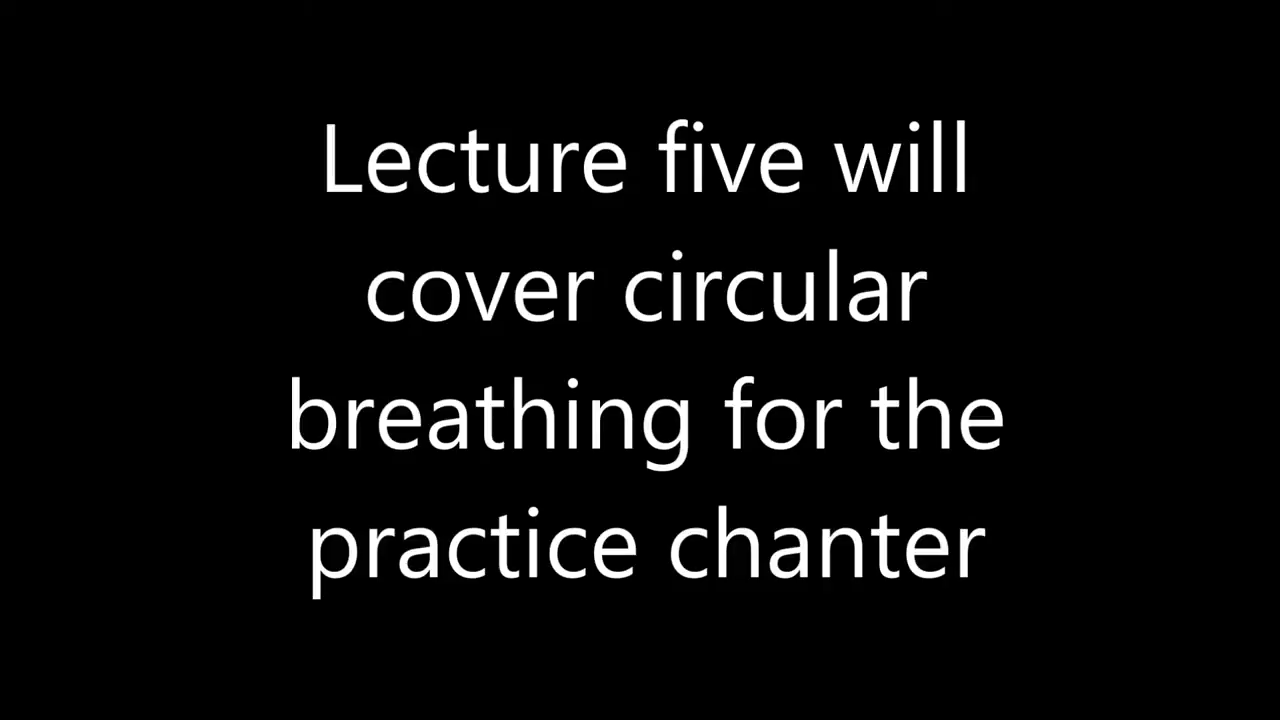 Lecture five will
cover circular
breathing for the
practice chanter